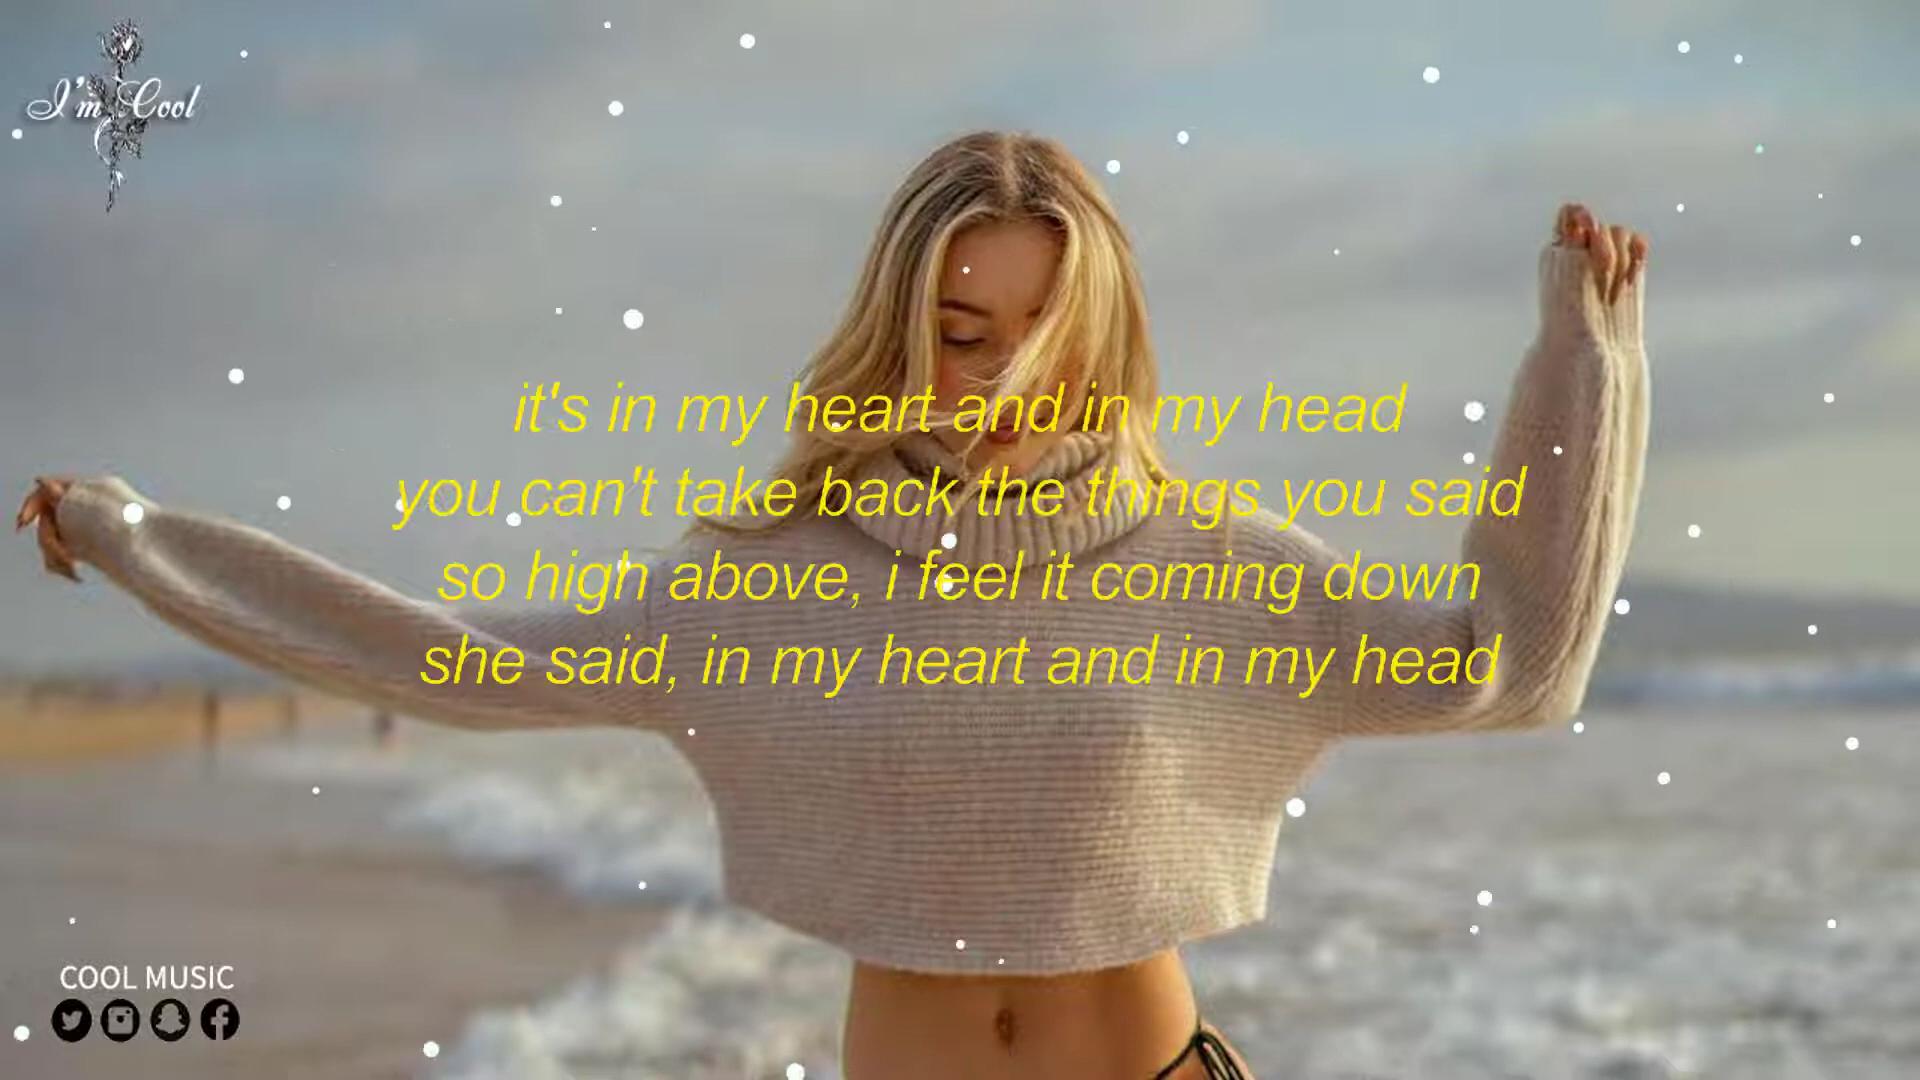 I'm Cool
it's in my heart and in my head
you can't take back the things you said
so high above, i feel it coming down
she said, in my heart and in my head
COOL MUSIC